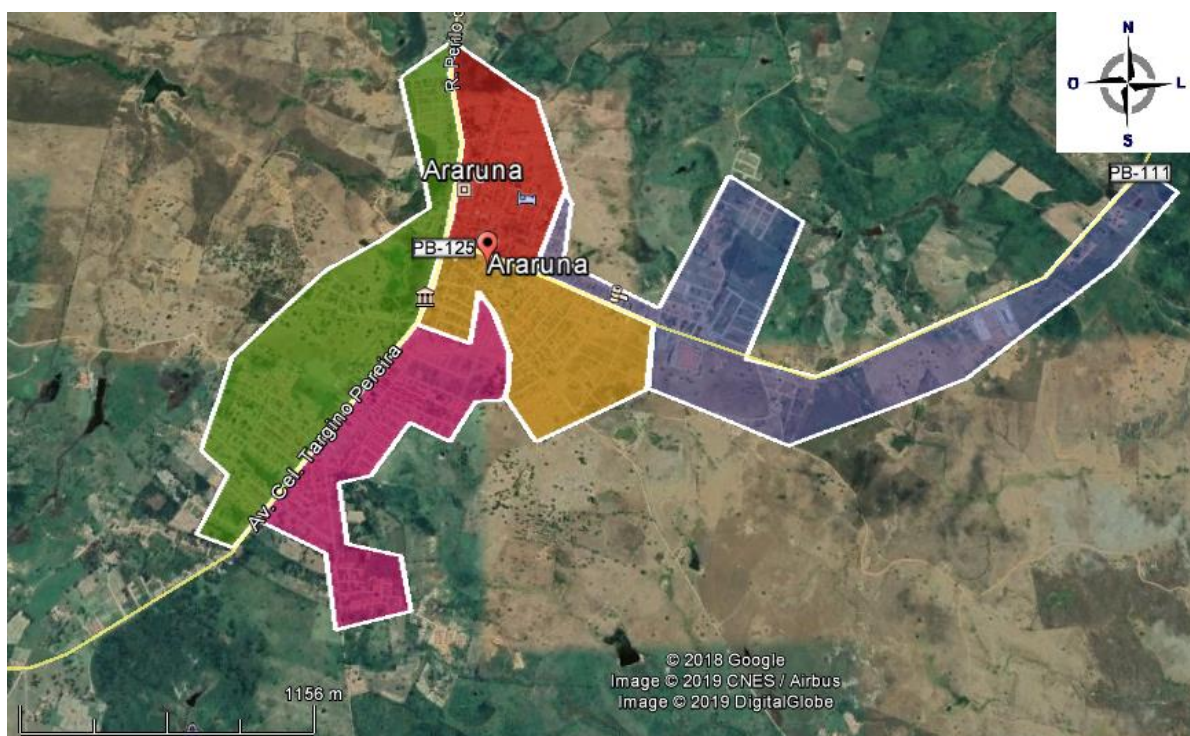 N
O L
S
R. Perilo d
PB-111
Araruna
PB-125
Araruna
Av. Cel. Targino Pereira
© 2018 Google
Image © 2019 CNES / Airbus
Image © 2019 DigitalGlobe
1156 m